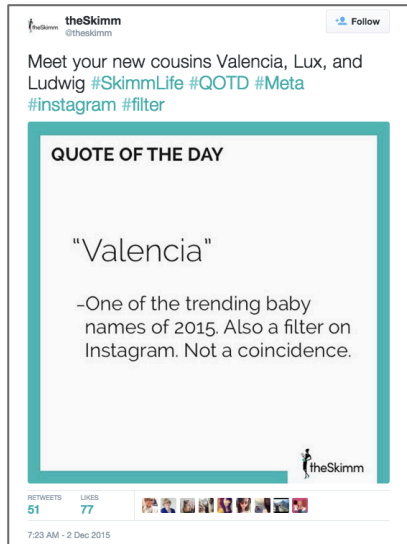 theSkimm
theSkimm
@theskimm
Follow
Meet your new cousins Valencia, Lux, and
Ludwig #SkimmLife #QOTD #Meta
#instagram #filter
QUOTE OF THE DAY
“Valencia”
–One of the trending baby
names of 2015. Also a filter on
Instagram. Not a coincidence.
theSkimm
RETWEETS LIKES
51 77
7:23 AM - 2 Dec 2015